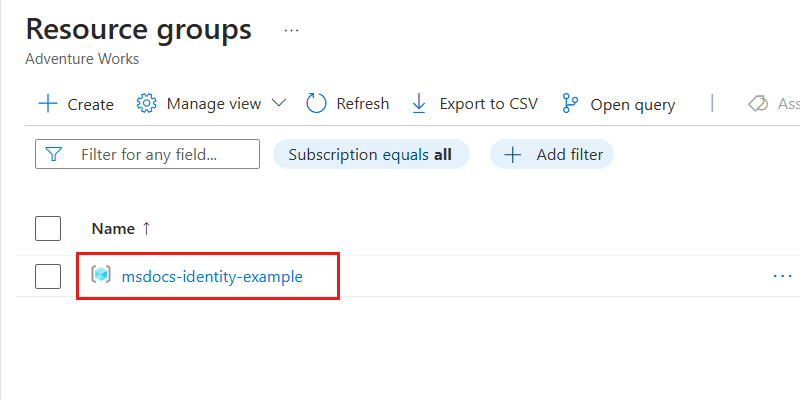 Resource groups ...
Adventure Works
Create Manage view Refresh Export to CSV Open query
Filter for any field... Subscription equals all Add filter
Name ↑
msdocs-identity-example ...